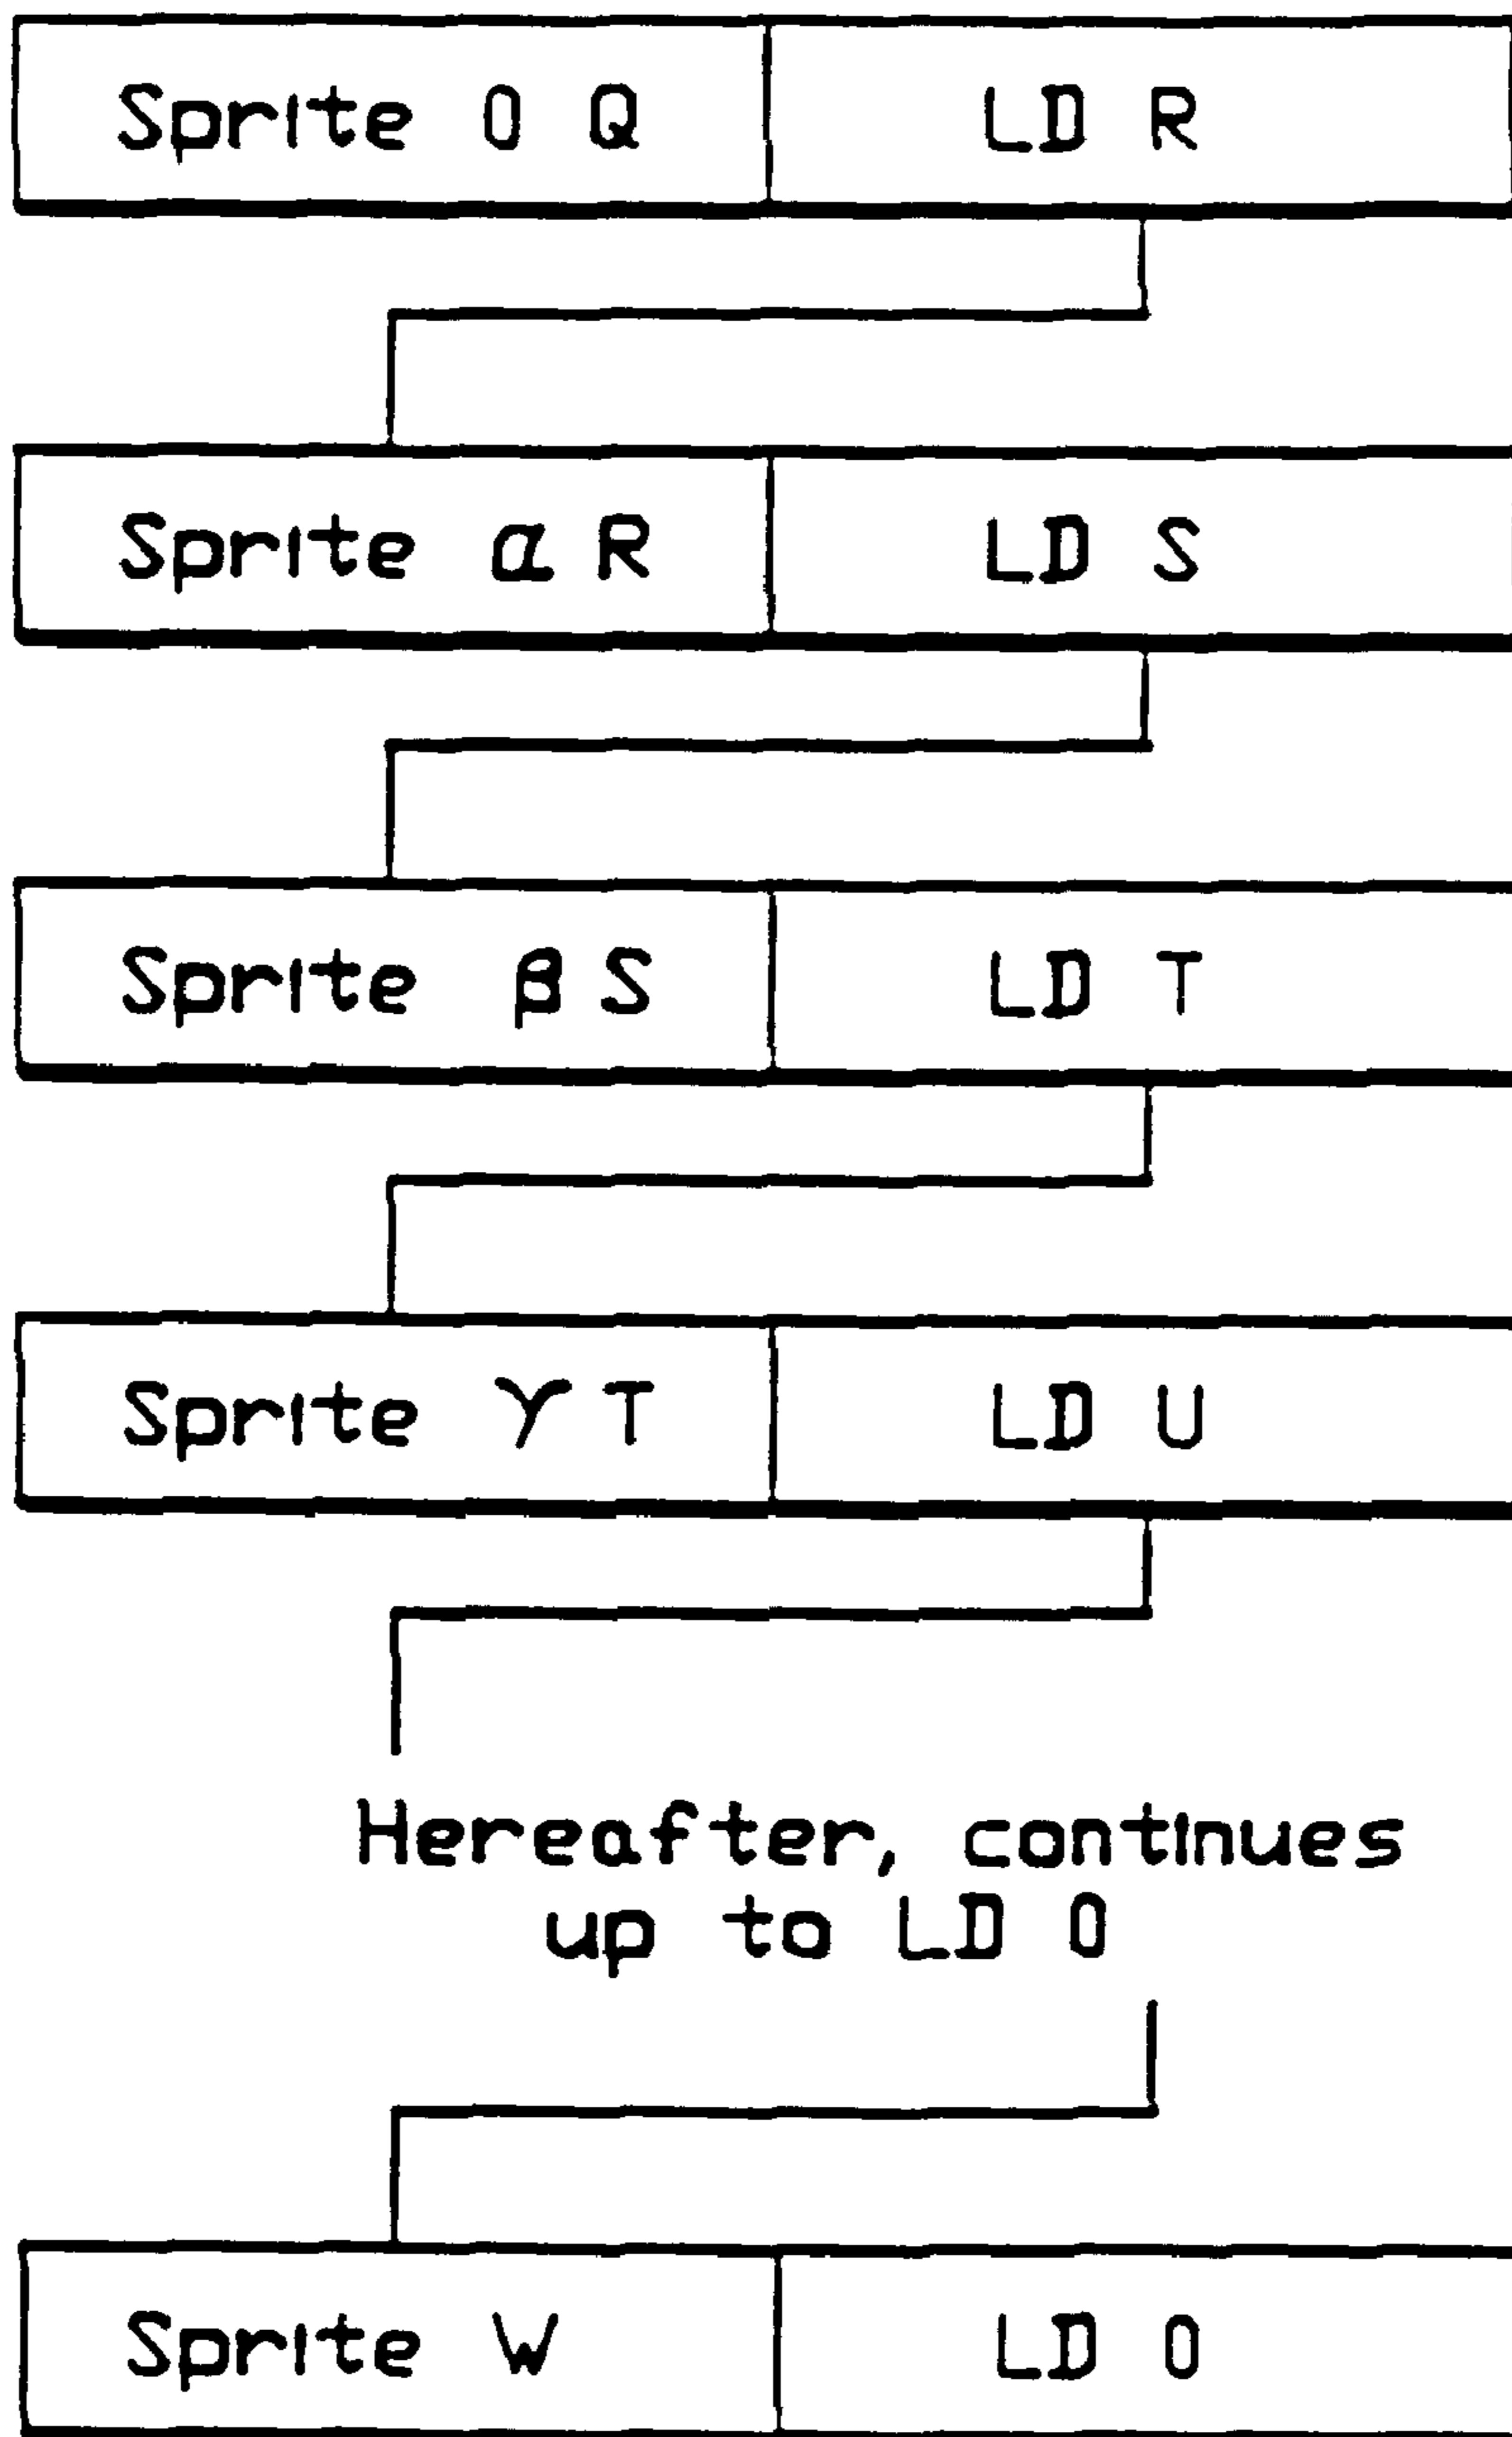 Sprite 0 Q LD R
Sprite α R LD S
Sprite β S LD T
Sprite γ T LD U
Hereafter, continues
up to LD 0
Sprite W LD 0